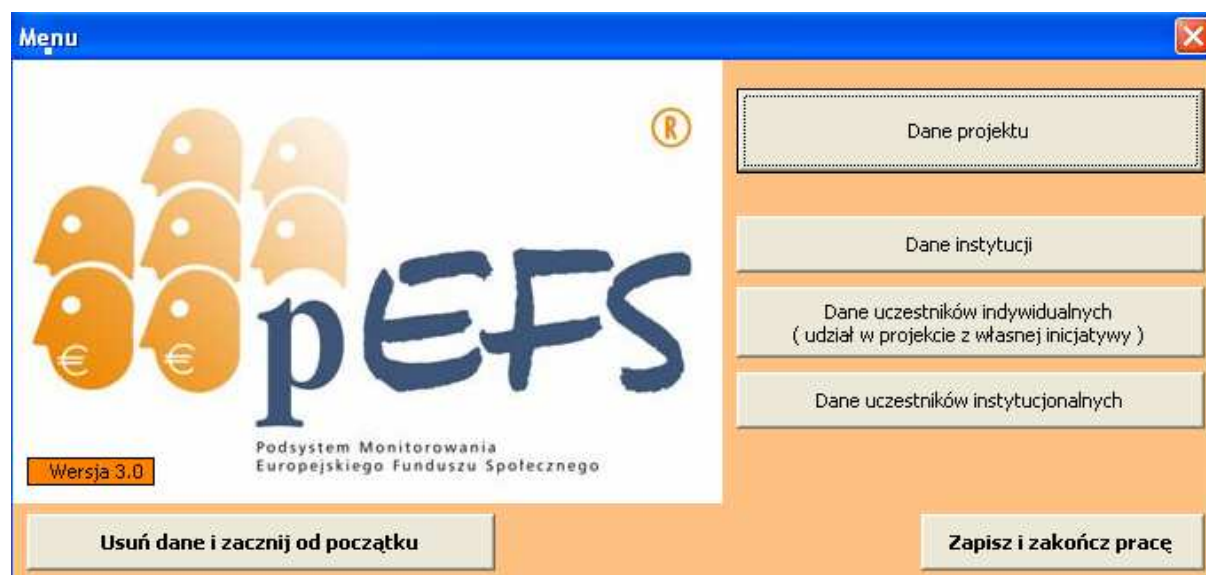 Menu
®
pEFS
Podsystem Monitorowania
Europejskiego Funduszu Społecznego
Wersja 3.0
Dane projektu
Dane instytucji
Dane uczestników indywidualnych
( udział w projekcie z własnej inicjatywy )
Dane uczestników instytucjonalnych
Usuń dane i zacznij od początku
Zapisz i zakończ pracę